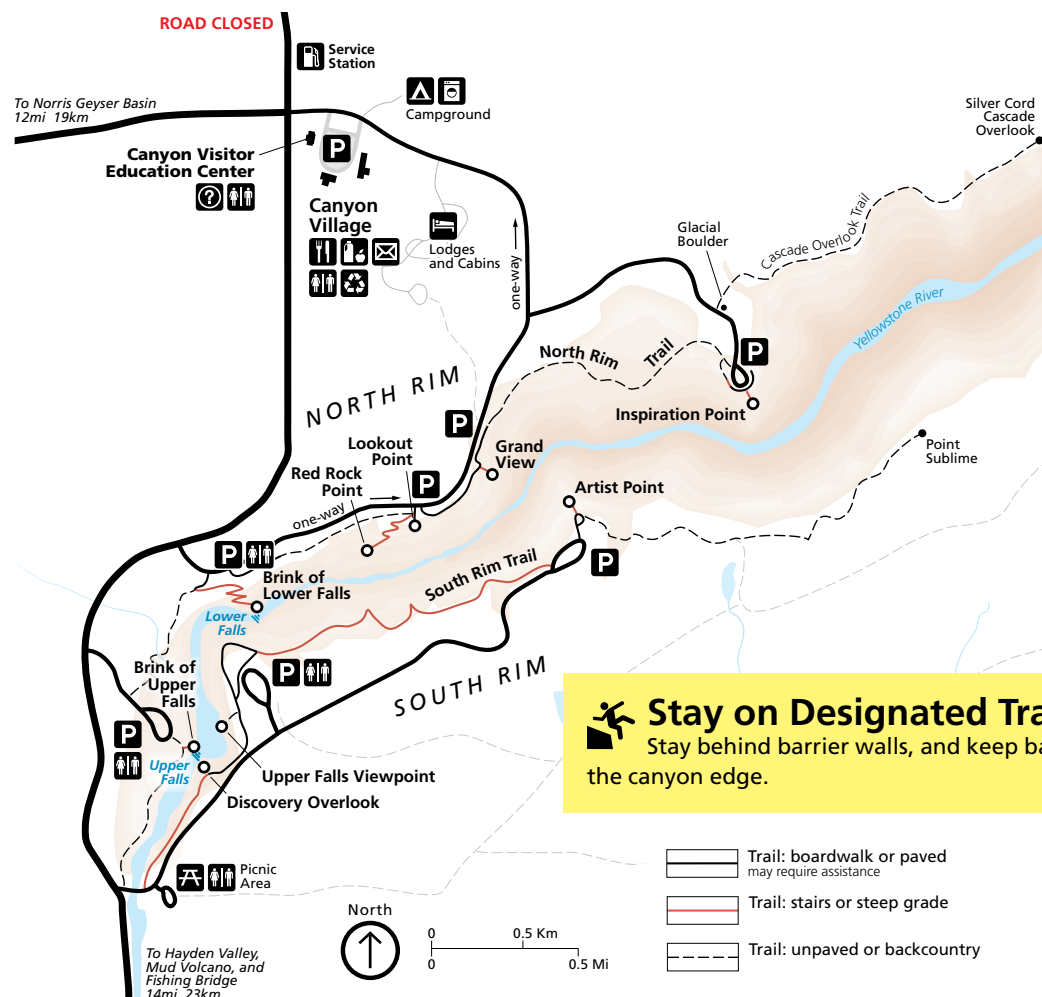 ROAD CLOSED
Service
Station
To Norris Geyser Basin
12mi 19km
Campground
Silver Cord
Cascade
Overlook
P
Canyon Visitor
Education Center
?
Canyon
Village
Lodges
and Cabins
one-way
Glacial
Boulder
Cascade Overlook Trail
Yellowstone River
P
North Rim Trail
Inspiration Point
NORTH RIM
P
Lookout
Point
Grand
View
Point
Sublime
Red Rock
Point
P
Artist Point
one-way
P
P
South Rim Trail
Brink of
Lower Falls
Lower
Falls
P
SOUTH RIM
Brink of
Upper
Falls
P
Upper
Falls
Upper Falls Viewpoint
Discovery Overlook
Stay on Designated Tra
Stay behind barrier walls, and keep ba
the canyon edge.
Picnic
Area
Trail: boardwalk or paved
may require assistance
Trail: stairs or steep grade
Trail: unpaved or backcountry
North
0 0.5 Km
0 0.5 Mi
To Hayden Valley,
Mud Volcano, and
Fishing Bridge
14mi 23km